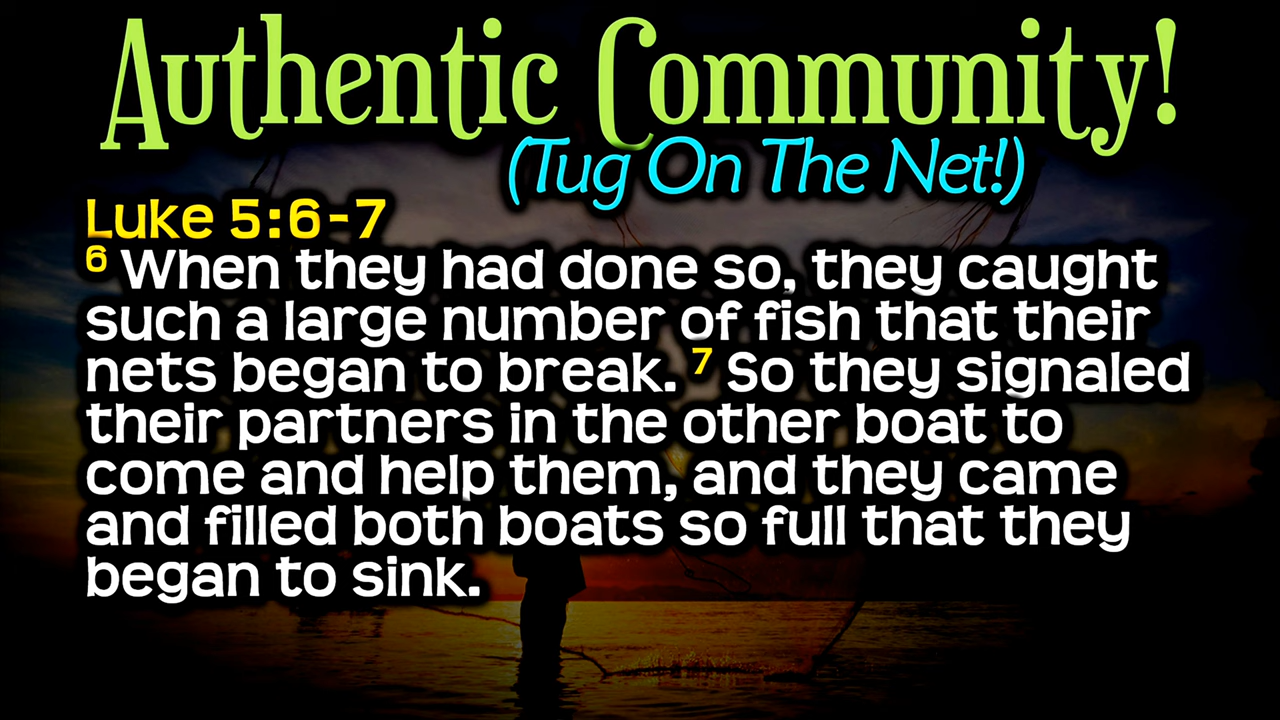 Authentic Community!
(Tug On The Net!)
Luke 5:6-7
6 When they had done so, they caught
such a large number of fish that their
nets began to break. 7 So they signaled
their partners in the other boat to
come and help them, and they came
and filled both boats so full that they
began to sink.